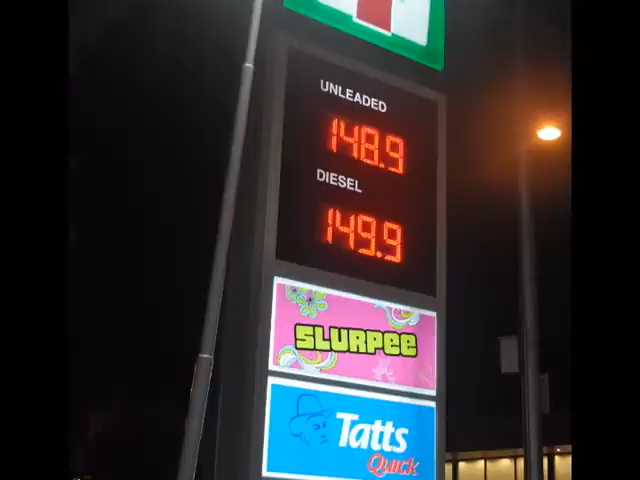 UNLEADED
148.9
DIESEL
149.9
SLURPEE
Tatts
Quick